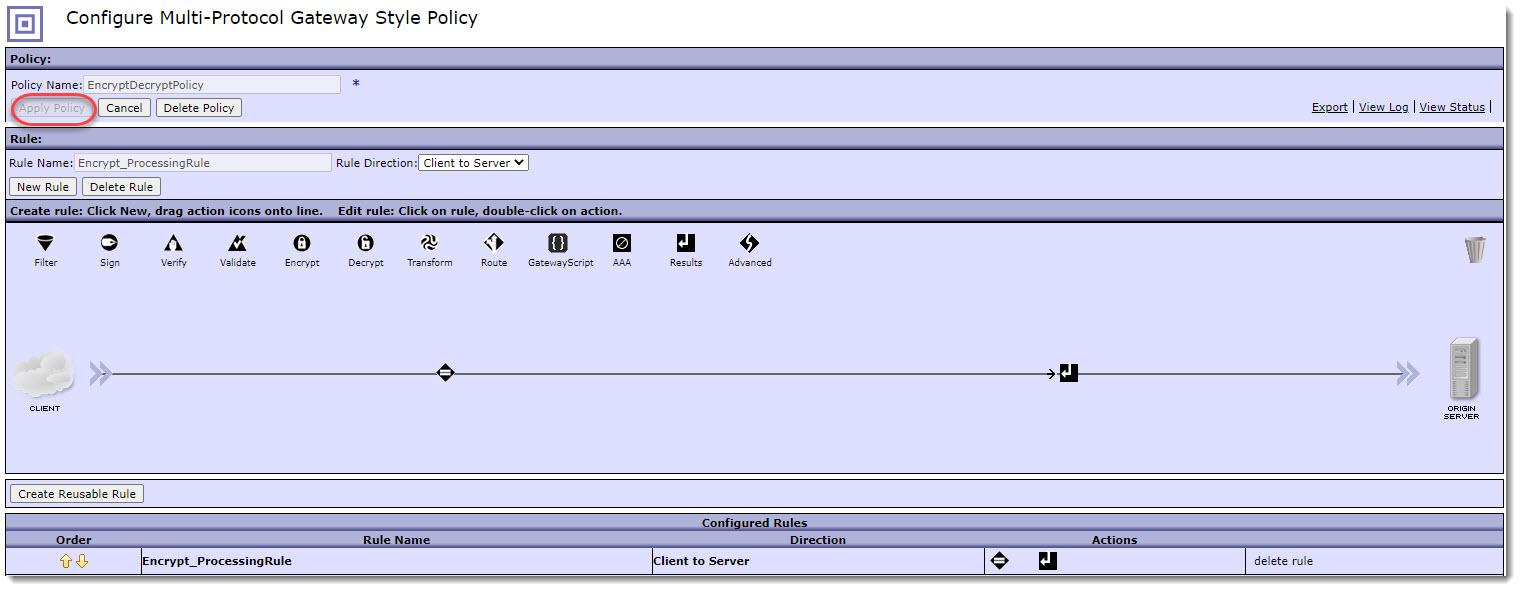 Configure Multi-Protocol Gateway Style Policy
Policy:
Policy Name: EncryptDecryptPolicy *
Apply Policy Cancel Delete Policy Export | View Log | View Status |
Rule:
Rule Name: Encrypt_ProcessingRule Rule Direction: Client to Server
New Rule Delete Rule
Create rule: Click New, drag action icons onto line. Edit rule: Click on rule, double-click on action.
Filter Sign Verify Validate Encrypt Decrypt Transform Route GatewayScript AAA Results Advanced
CLIENT
ORIGIN
SERVER
Create Reusable Rule
Configured Rules
Order Rule Name Direction Actions
Encrypt_ProcessingRule Client to Server delete rule